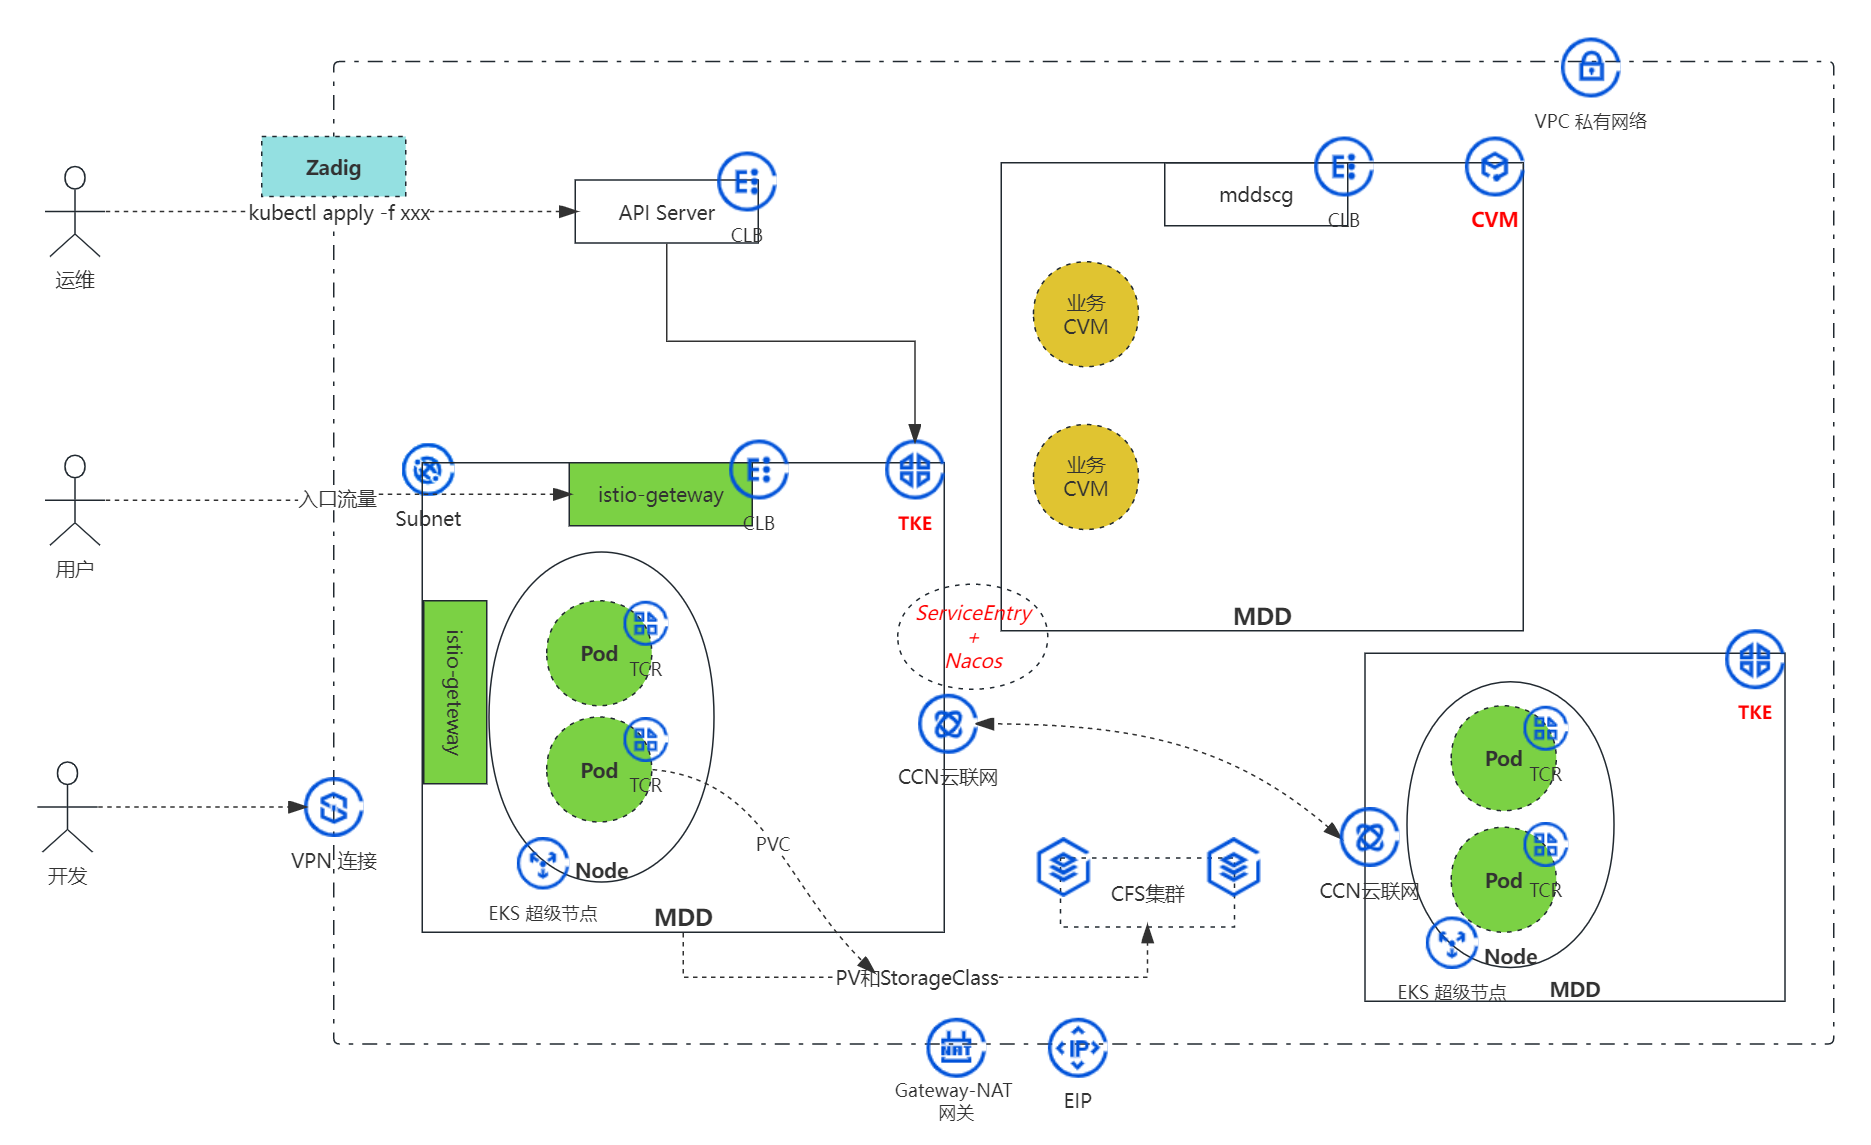 VPC 私有网络
Zadig
kubectl apply -f xxx
运维
API Server
CLB
mddscg
CLB
CVM
业务
CVM
业务
CVM
MDD
用户
入口流量
Subnet
istio-geteway
CLB
TKE
istio-geteway
Pod
TCR
Pod
TCR
Node
EKS 超级节点
MDD
PVC
PV和StorageClass
ServiceEntry
+
Nacos
CCN云联网
CFS集群
开发
VPN 连接
TKE
Pod
TCR
Pod
TCR
CCN云联网
Node
EKS 超级节点
MDD
NAT
Gateway-NAT
网关
IP
EIP